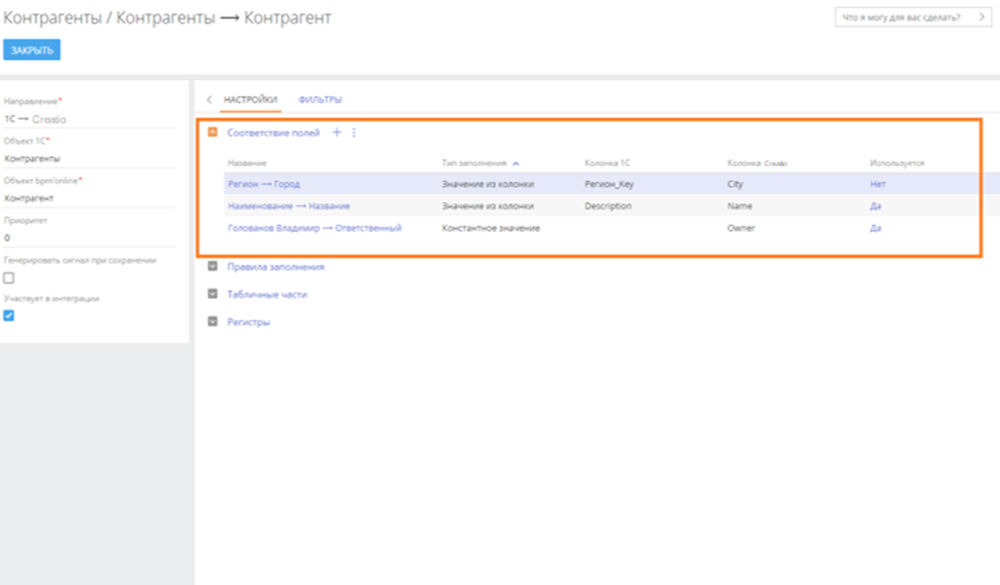 Контрагенты / Контрагенты → Контрагент
Что я могу для вас сделать?
ЗАКРЫТЬ
Направление*
1С → Creatio
Объект 1С*
Контрагенты
Объект bpm'online*
Контрагент
Приоритет
0
Генерировать сигнал при сохранении
Участвует в интеграции
НАСТРОЙКИ ФИЛЬТРЫ
Соответствие полей
Название Тип заполнения Колонка 1С Колонка Creatio Используется
Регион → Город Значение из колонки Регион_Key City Нет
Наименование → Название Значение из колонки Description Name Да
Голованов Владимир → Ответственный Константное значение Owner Да
Правила заполнения
Табличные части
Регистры